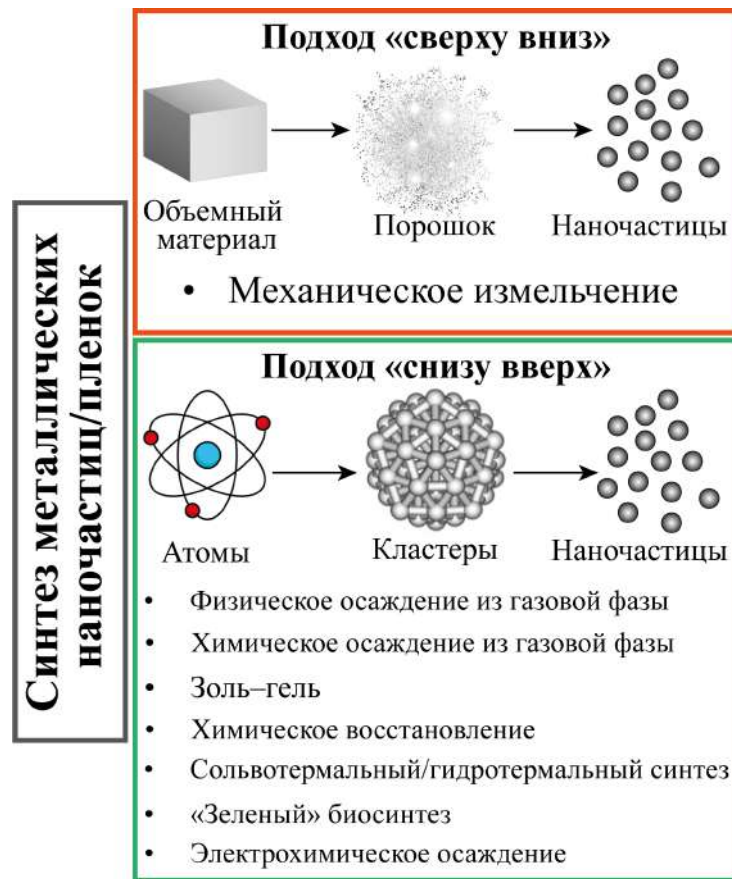 Синтез металлических
наночастиц/пленок
Подход «сверху вниз»
Объемный
материал
Порошок
Наночастицы
• Механическое измельчение
Подход «снизу вверх»
Атомы
Кластеры
Наночастицы
• Физическое осаждение из газовой фазы
• Химическое осаждение из газовой фазы
• Золь–гель
• Химическое восстановление
• Сольвотермальный/гидротермальный синтез
• «Зеленый» биосинтез
• Электрохимическое осаждение